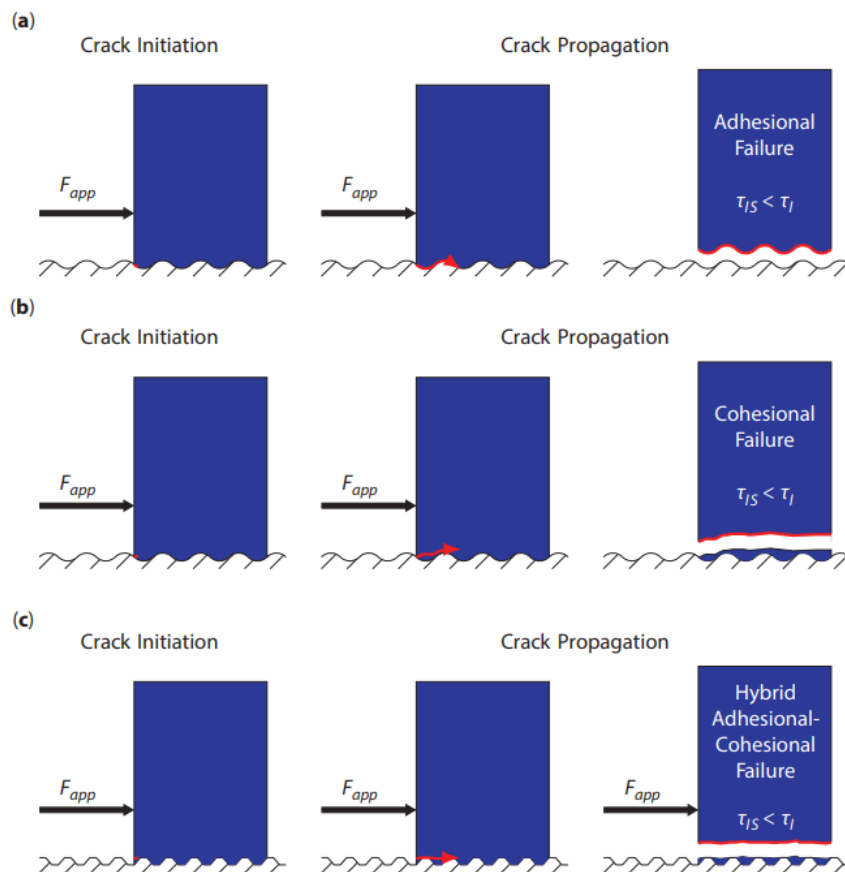 (a)
Crack Initiation
Crack Propagation
F_app
F_app
Adhesional
Failure
τ_IS < τ_I
(b)
Crack Initiation
Crack Propagation
F_app
F_app
Cohesional
Failure
τ_IS < τ_I
(c)
Crack Initiation
Crack Propagation
F_app
F_app
F_app
Hybrid
Adhesional-
Cohesional
Failure
τ_IS < τ_I